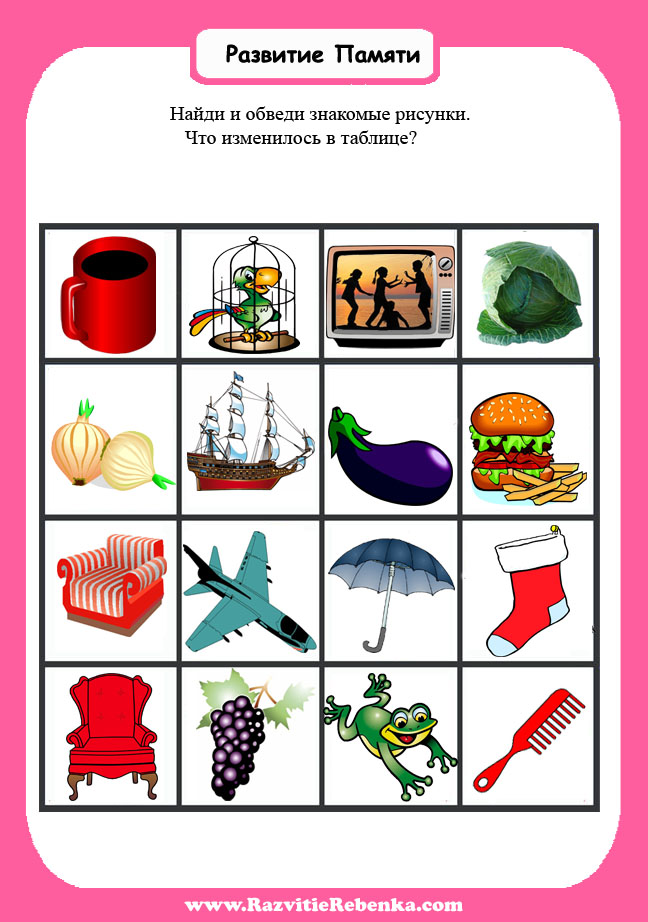 Развитие Памяти
Найди и обведи знакомые рисунки.
Что изменилось в таблице?
www.RazvitieRebenka.com